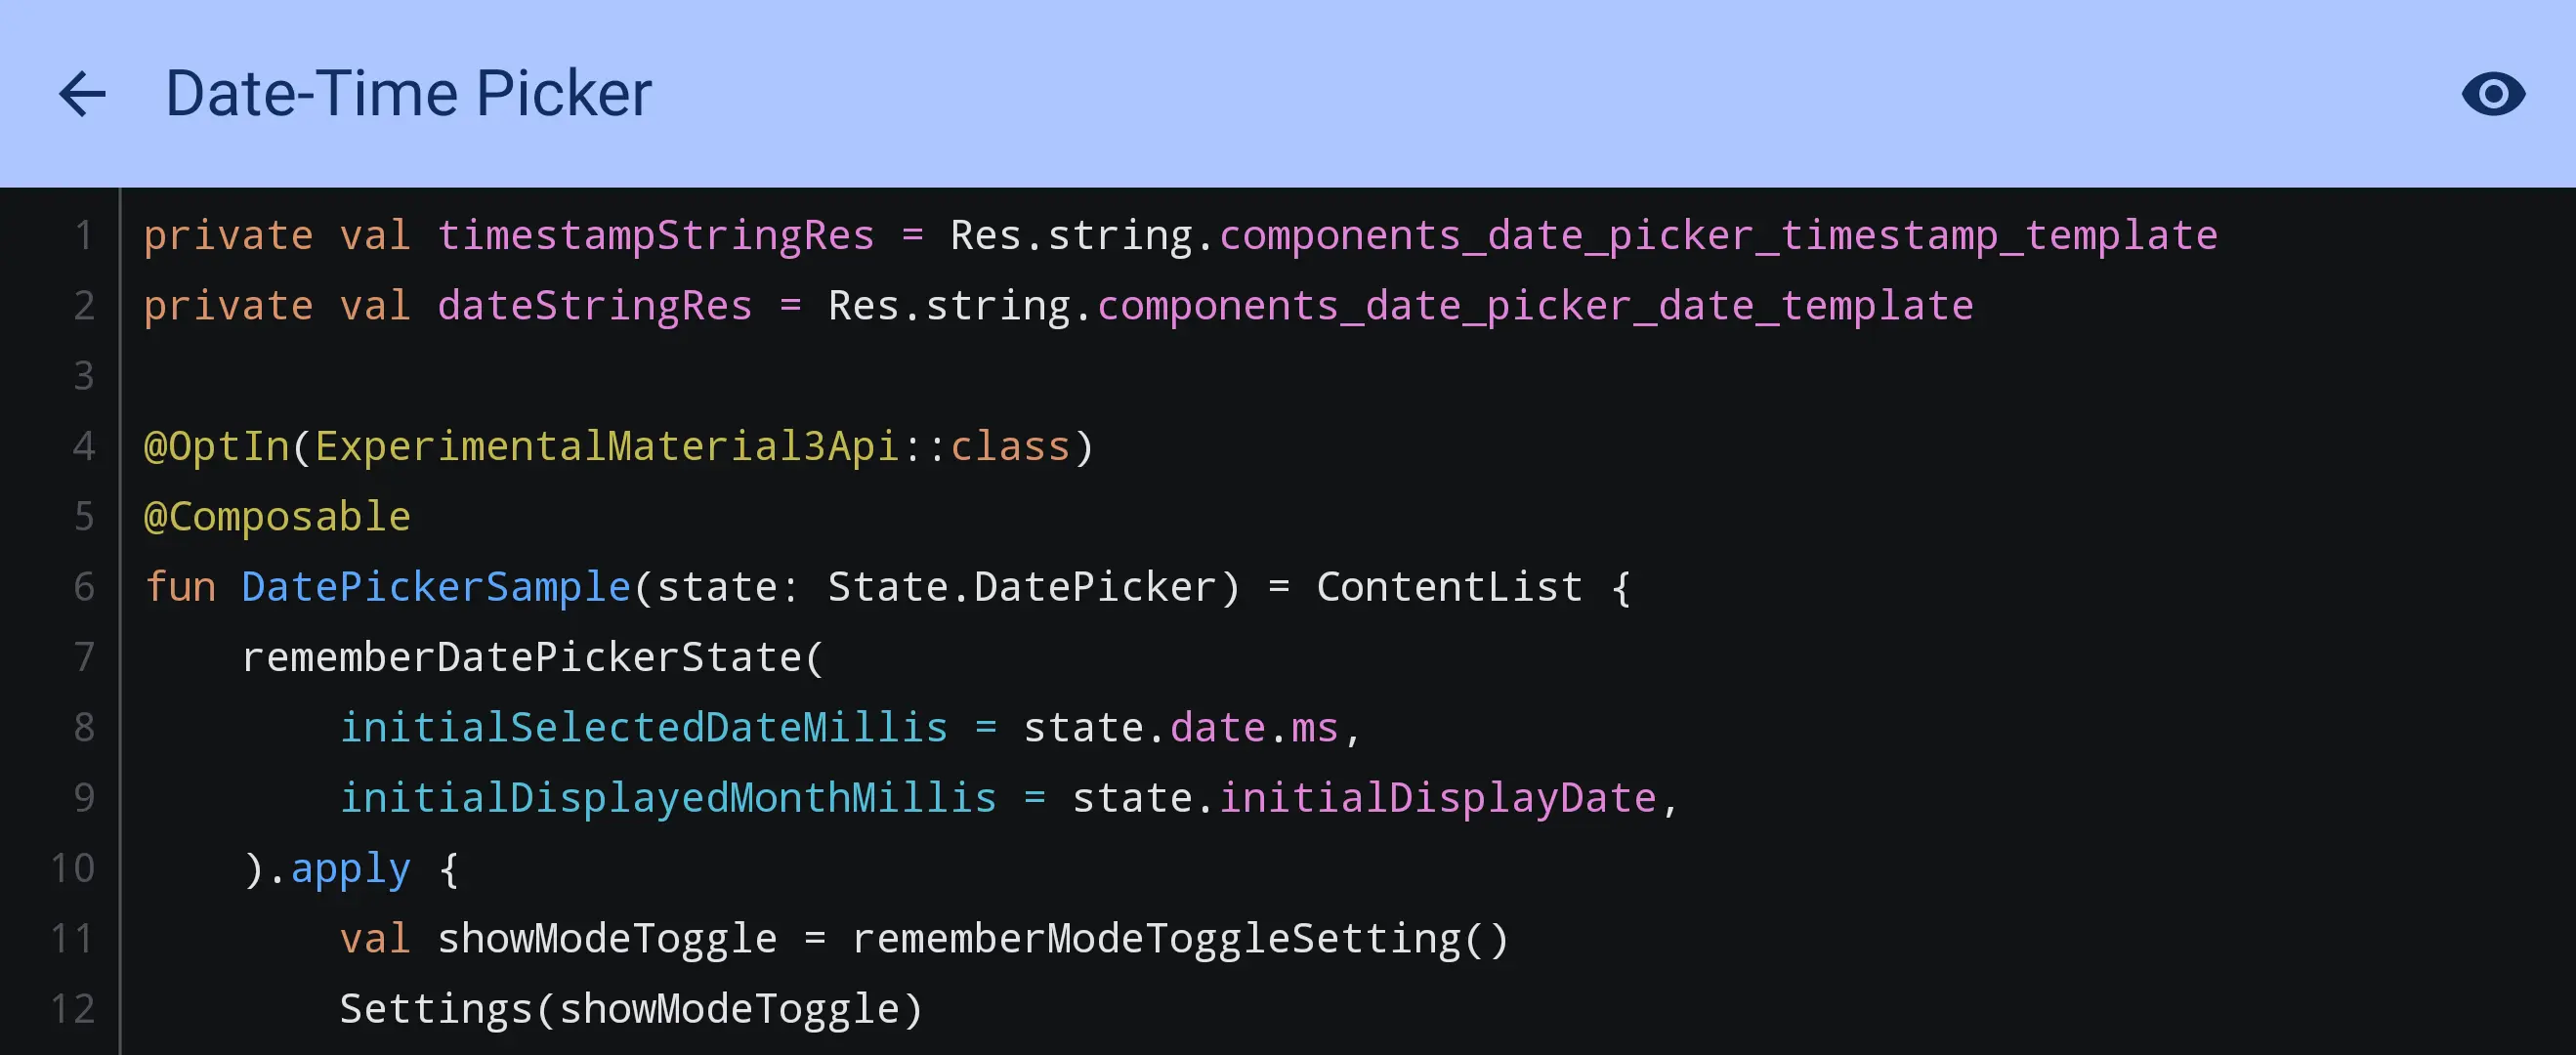 Date-Time Picker
1 private val timestampStringRes = Res.string.components_date_picker_timestamp_template
2 private val dateStringRes = Res.string.components_date_picker_date_template
3
4 @OptIn(ExperimentalMaterial3Api::class)
5 @Composable
6 fun DatePickerSample(state: State.DatePicker) = ContentList {
7     rememberDatePickerState(
8         initialSelectedDateMillis = state.date.ms,
9         initialDisplayedMonthMillis = state.initialDisplayDate,
10     ).apply {
11         val showModeToggle = rememberModeToggleSetting()
12         Settings(showModeToggle)